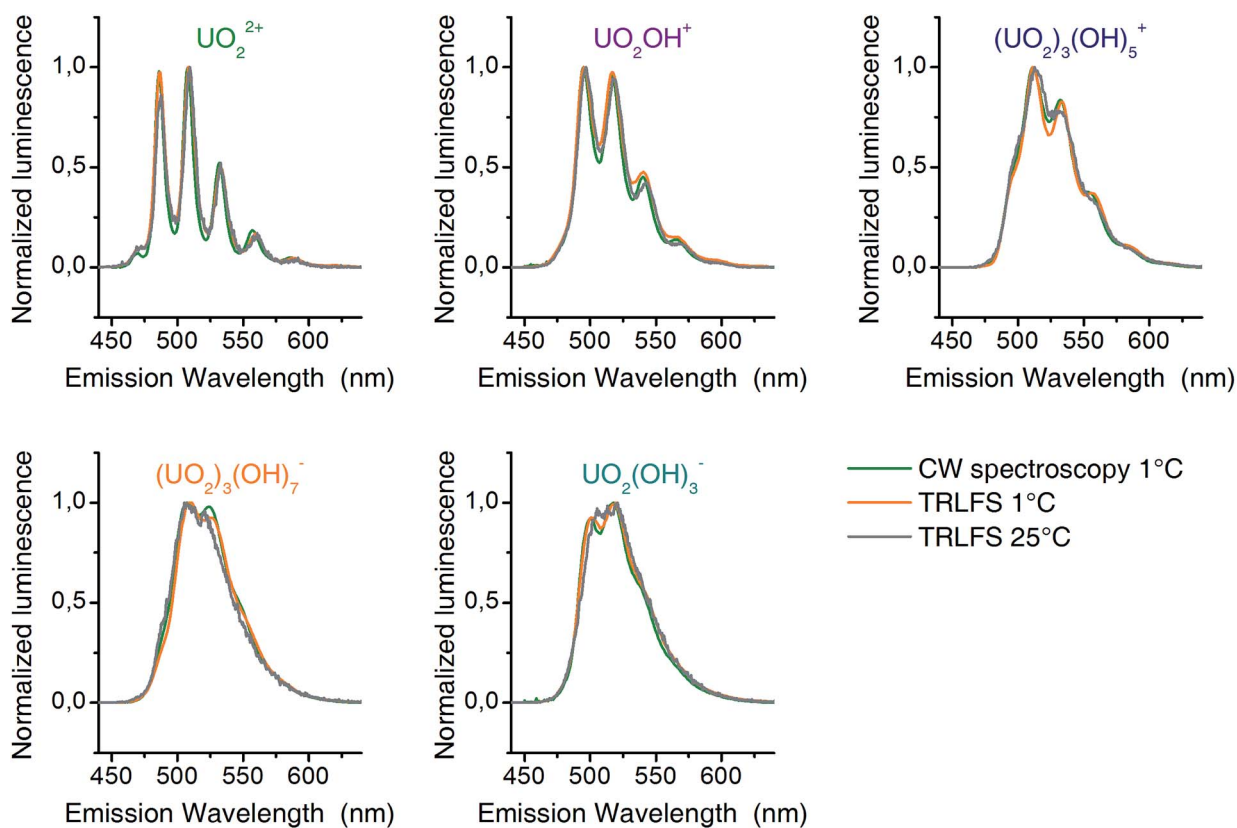 UO₂²⁺
Normalized luminescence
1,0
0,5
0,0
450 500 550 600
Emission Wavelength (nm)
UO₂OH⁺
Normalized luminescence
1,0
0,5
0,0
450 500 550 600
Emission Wavelength (nm)
(UO₂)₃(OH)₅⁺
Normalized luminescence
1,0
0,5
0,0
450 500 550 600
Emission Wavelength (nm)
(UO₂)₃(OH)₇⁻
Normalized luminescence
1,0
0,5
0,0
450 500 550 600
Emission Wavelength (nm)
UO₂(OH)₃⁻
Normalized luminescence
1,0
0,5
0,0
450 500 550 600
Emission Wavelength (nm)
CW spectroscopy 1°C
TRLFS 1°C
TRLFS 25°C